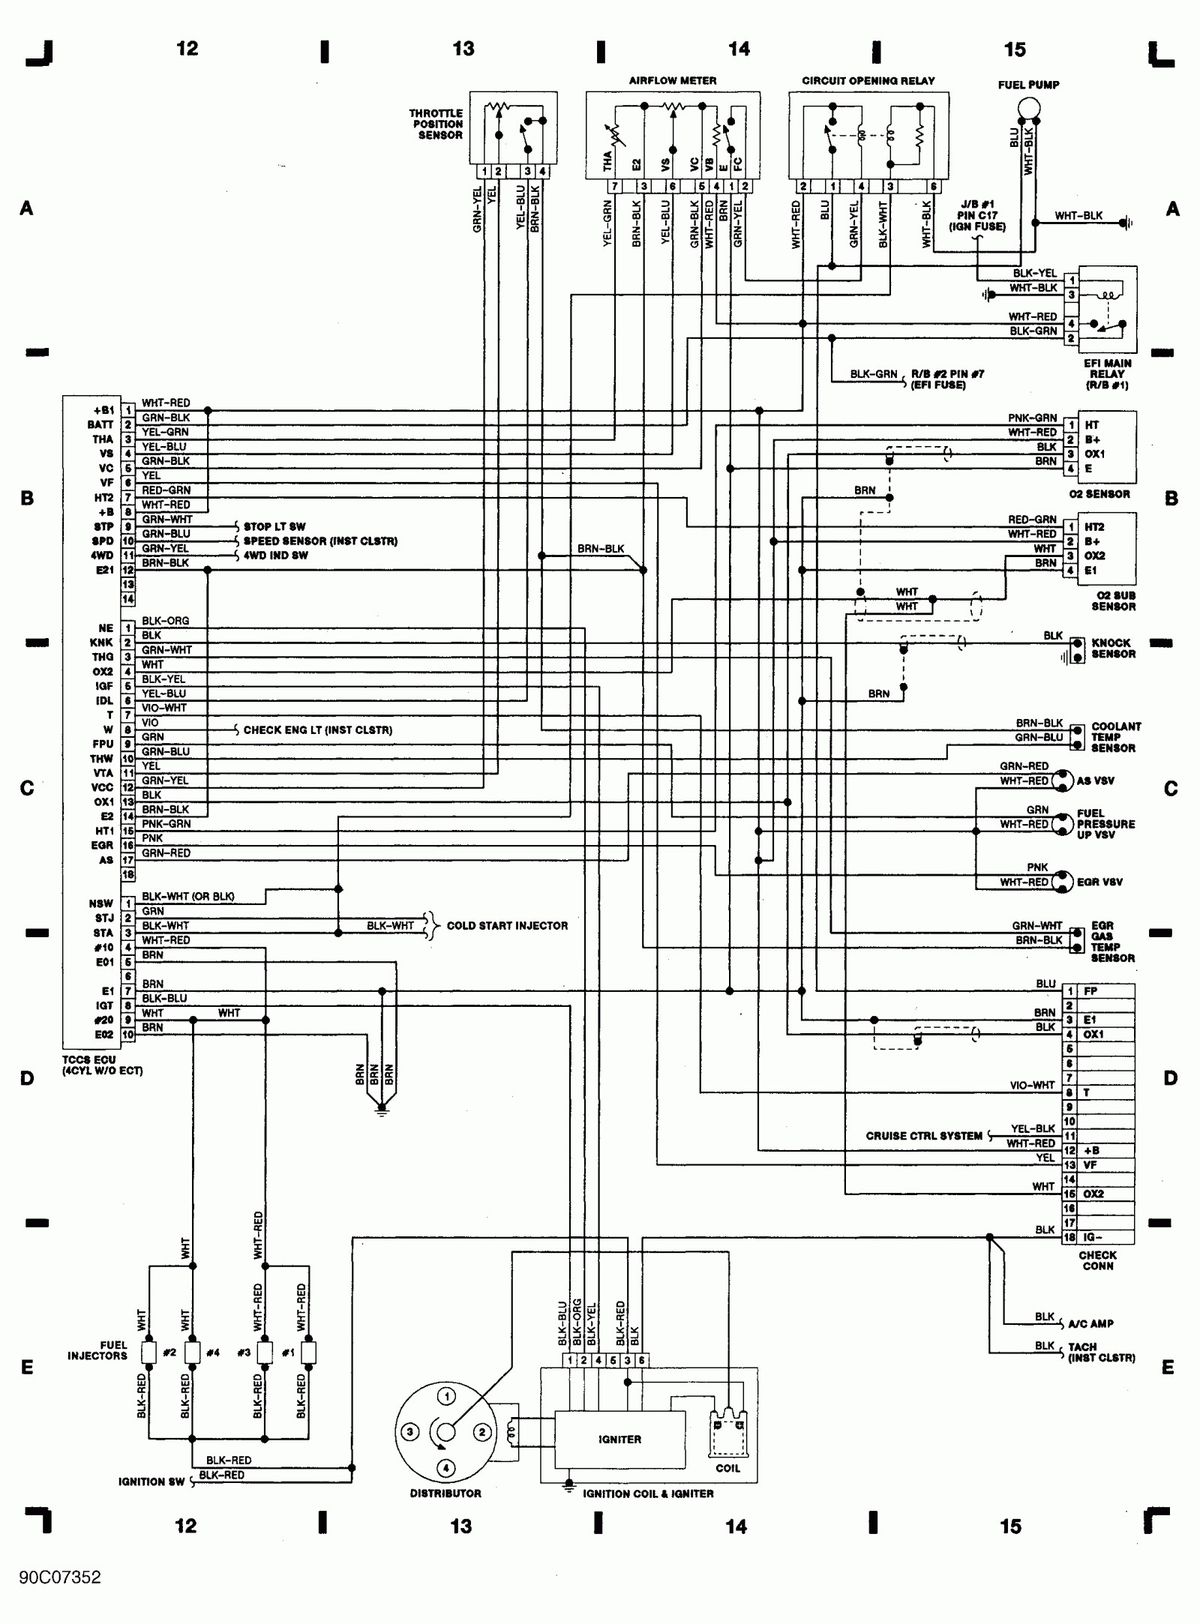 12
13
14
15
THROTTLE
POSITION
SENSOR
AIRFLOW METER
CIRCUIT OPENING RELAY
FUEL PUMP
THA
E2
VS
VC
VB
E
FC
1 2 3 4
7 3 6 5 4 1 2
2 1 4 3 6
GRN-YEL
YEL
YEL-BLU
BRN-BLK
YEL-GRN
BRN-BLK
YEL-BLU
GRN-BLK
WHT-RED
BRN
GRN-YEL
WHT-RED
BLU
GRN-YEL
BLK-WHT
WHT-BLK
BLU
WHT-BLK
A
A
J/B #1
PIN C17
(IGN FUSE)
WHT-BLK
BLK-YEL 1
WHT-BLK 3
WHT-RED 4
BLK-GRN 2
EFI MAIN
RELAY
(R/B #1)
BLK-GRN
R/B #2 PIN #7
(EFI FUSE)
+B1 1 WHT-RED
BATT 2 GRN-BLK
THA 3 YEL-GRN
VS 4 YEL-BLU
VC 5 GRN-BLK
VF 6 YEL
HT2 7 RED-GRN
+B 8 WHT-RED
STP 9 GRN-WHT STOP LT SW
SPD 10 GRN-BLU SPEED SENSOR (INST CLSTR)
4WD 11 GRN-YEL 4WD IND SW
E21 12 BRN-BLK
13
14
B
B
PNK-GRN 1 HT
WHT-RED 2 B+
BLK 3 OX1
BRN 4 E
O2 SENSOR
BRN
BRN-BLK
RED-GRN 1 HT2
WHT-RED 2 B+
WHT 3 OX2
BRN 4 E1
O2 SUB
SENSOR
WHT
WHT
NE 1 BLK-ORG
KNK 2 BLK
THG 3 GRN-WHT
OX2 4 WHT
IGF 5 BLK-YEL
IDL 6 YEL-BLU
T 7 VIO-WHT
W 8 VIO CHECK ENG LT (INST CLSTR)
FPU 9 GRN
THW 10 GRN-BLU
VTA 11 YEL
VCC 12 GRN-YEL
OX1 13 BLK
E2 14 BRN-BLK
HT1 15 PNK-GRN
EGR 16 PNK
AS 17 GRN-RED
18
C
C
BLK
KNOCK
SENSOR
BRN
BRN-BLK
GRN-BLU
COOLANT
TEMP
SENSOR
GRN-RED
WHT-RED
AS VSV
GRN
WHT-RED
FUEL
PRESSURE
UP VSV
PNK
WHT-RED
EGR VSV
GRN-WHT
BRN-BLK
EGR
GAS
TEMP
SENSOR
NSW 1 BLK-WHT (OR BLK)
STJ 2 GRN
STA 3 BLK-WHT
#10 4 WHT-RED
E01 5 BRN
6
E1 7 BRN
IGT 8 BLK-BLU
#20 9 WHT WHT
E02 10 BRN
BLK-WHT
COLD START INJECTOR
TCCS ECU
(4CYL W/O ECT)
BRN
BRN
BRN
D
D
BLU 1 FP
2
BRN 3 E1
BLK 4 OX1
5
6
7
VIO-WHT 8 T
9
10
CRUISE CTRL SYSTEM YEL-BLK 11
WHT-RED 12 +B
YEL 13 VF
14
WHT 15 OX2
16
17
BLK 18 IG-
CHECK
CONN
WHT
WHT-RED
WHT
WHT
WHT-RED
WHT-RED
FUEL
INJECTORS
#2
#4
#3
#1
BLK-RED
BLK-RED
BLK-RED
BLK-RED
BLK-RED
IGNITION SW
BLK-RED
E
E
BLK-BLU
BLK-ORG
BLK-YEL
BLK-RED
BLK
1 2 4 5 3 6
BLK
A/C AMP
BLK
TACH
(INST CLSTR)
1
3
2
4
IGNITER
COIL
DISTRIBUTOR
IGNITION COIL & IGNITER
12
13
14
15
90C07352